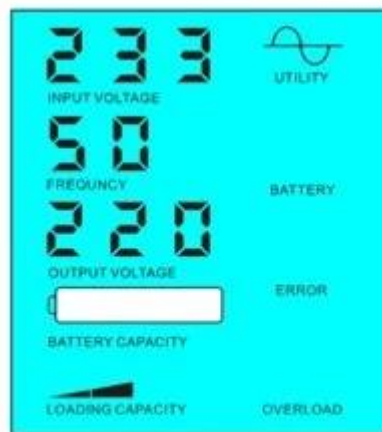 233
UTILITY
INPUT VOLTAGE
50
FREQUNCY
BATTERY
220
OUTPUT VOLTAGE
ERROR
BATTERY CAPACITY
LOADING CAPACITY
OVERLOAD